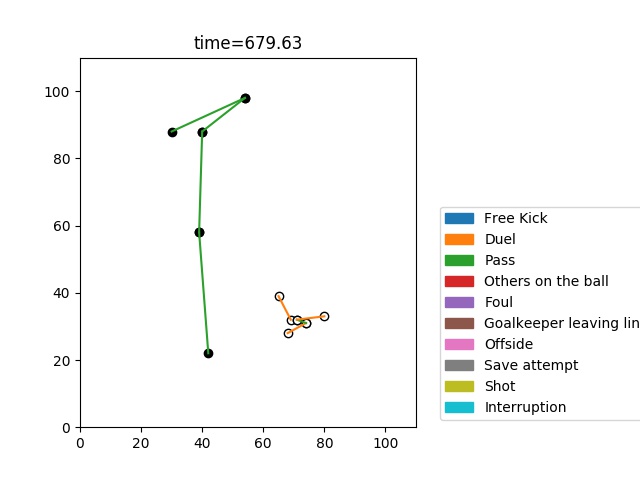 time=679.63
100
80
60
40
20
0
0 20 40 60 80 100
Free Kick
Duel
Pass
Others on the ball
Foul
Goalkeeper leaving lin
Offside
Save attempt
Shot
Interruption